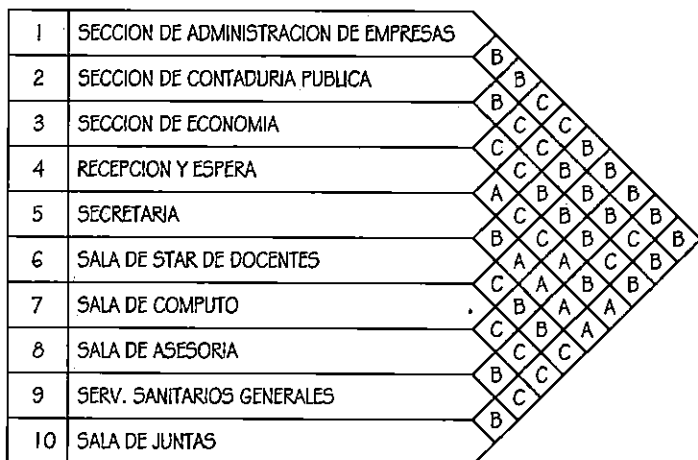 1 SECCION DE ADMINISTRACION DE EMPRESAS
B
2 SECCION DE CONTADURIA PUBLICA B
B C
3 SECCION DE ECONOMIA C C
C C B
4 RECEPCION Y ESPERA C B B
A B B B
5 SECRETARIA C B B B
B C B C B
6 SALA DE STAR DE DOCENTES A A C B
C A B B
7 SALA DE COMPUTO B A A
C B A
8 SALA DE ASESORIA C C
B C
9 SERV. SANITARIOS GENERALES C
B
10 SALA DE JUNTAS